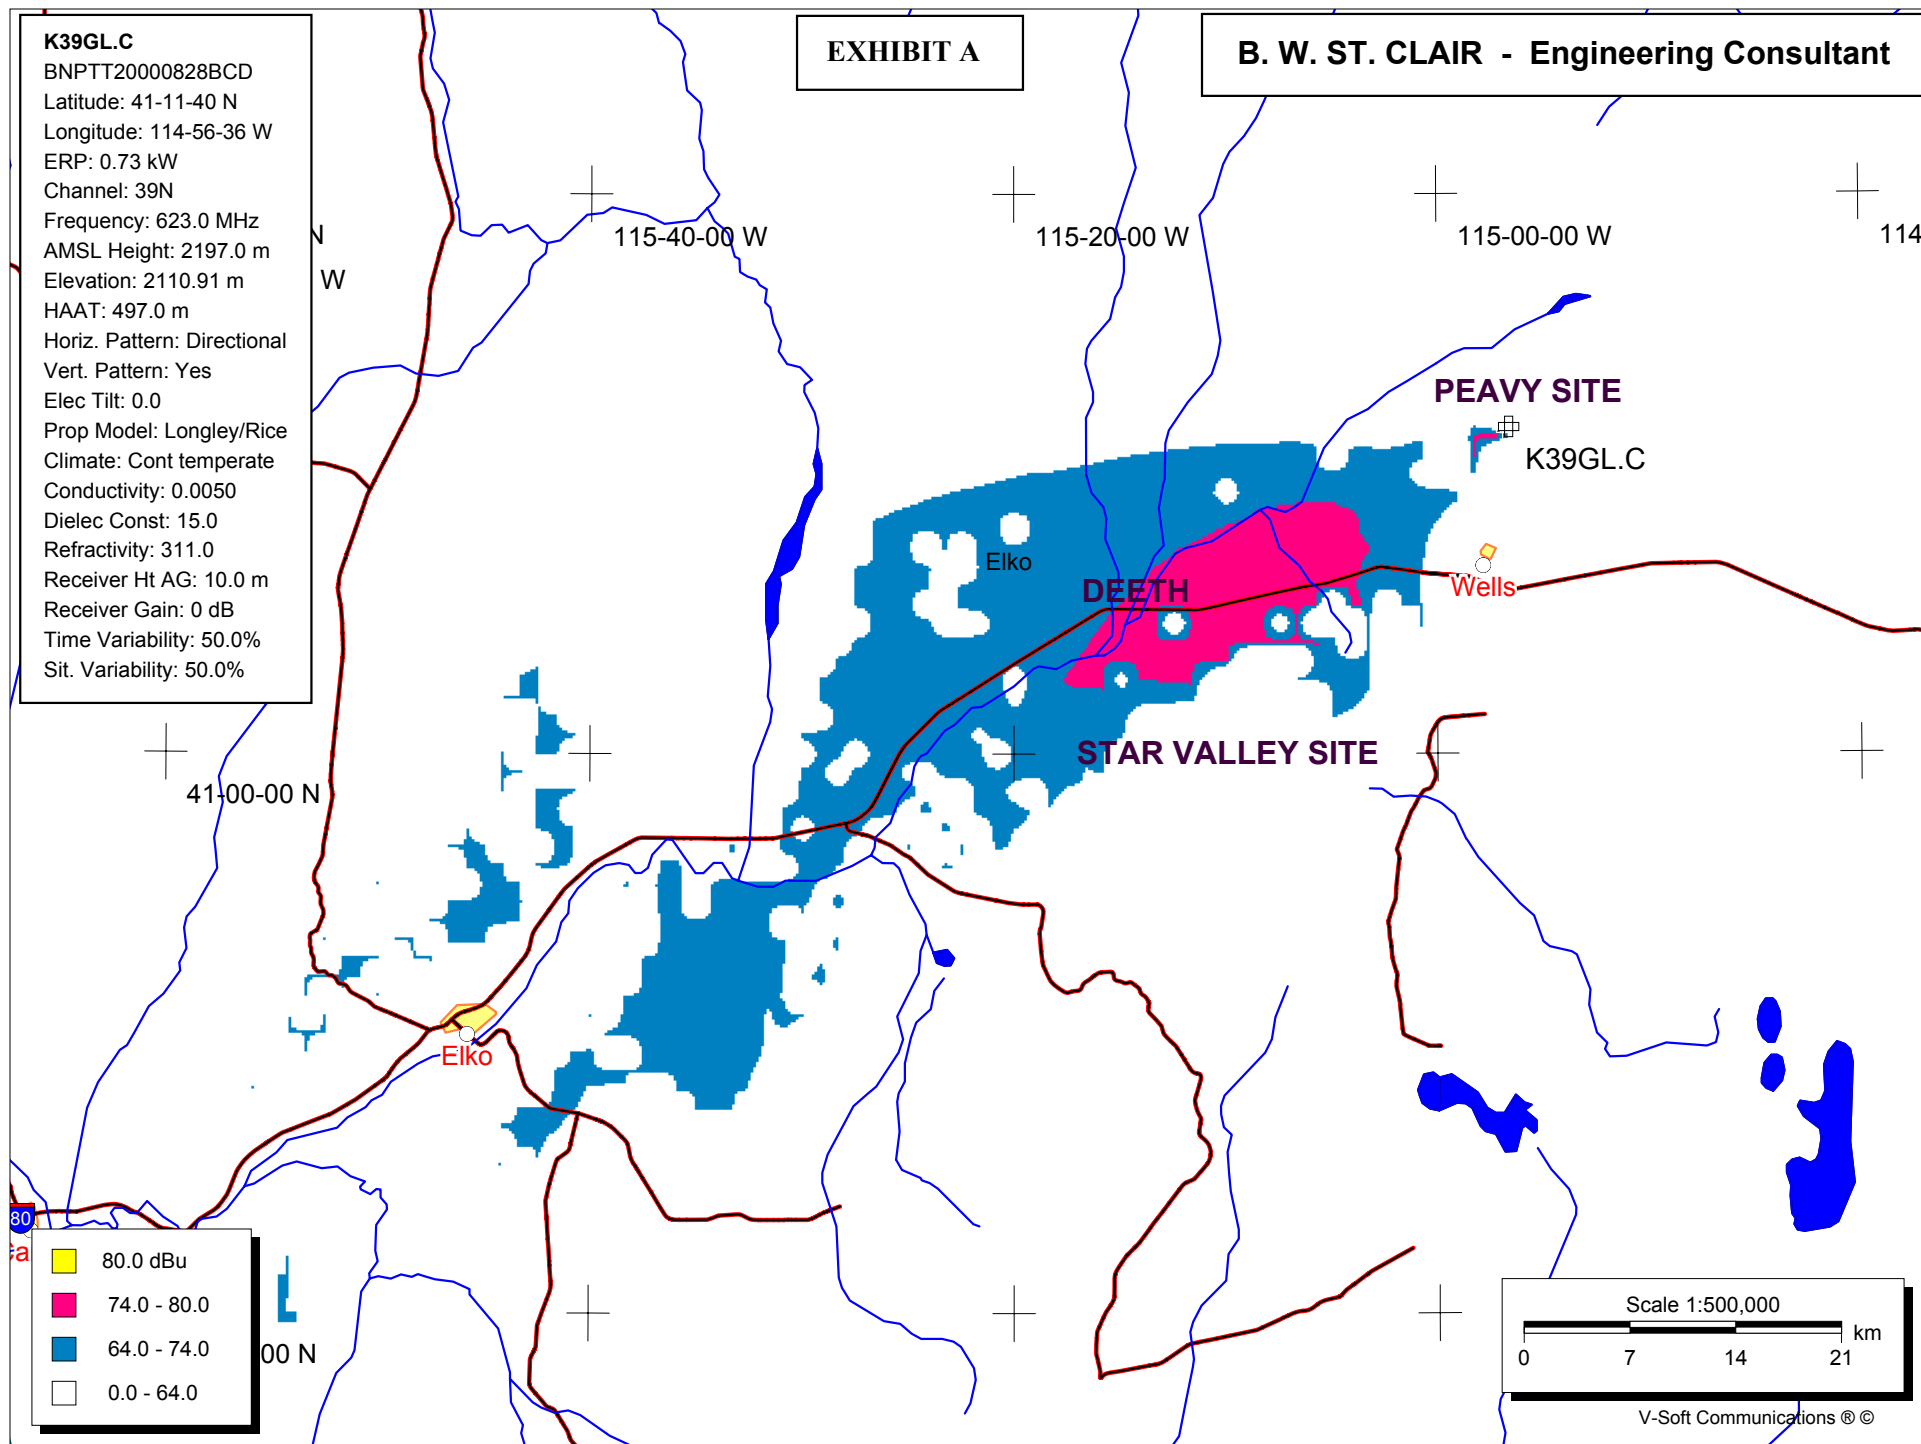 K39GL.C
BNPTT20000828BCD
Latitude: 41-11-40 N
Longitude: 114-56-36 W
ERP: 0.73 kW
Channel: 39N
Frequency: 623.0 MHz
AMSL Height: 2197.0 m
Elevation: 2110.91 m
HAAT: 497.0 m
Horiz. Pattern: Directional
Vert. Pattern: Yes
Elec Tilt: 0.0
Prop Model: Longley/Rice
Climate: Cont temperate
Conductivity: 0.0050
Dielec Const: 15.0
Refractivity: 311.0
Receiver Ht AG: 10.0 m
Receiver Gain: 0 dB
Time Variability: 50.0%
Sit. Variability: 50.0%
EXHIBIT A
B. W. ST. CLAIR - Engineering Consultant
N
W
115-40-00 W
115-20-00 W
115-00-00 W
114
PEAVY SITE
K39GL.C
Elko
DEETH
Wells
STAR VALLEY SITE
41-00-00 N
Elko
80
a
80.0 dBu
74.0 - 80.0
64.0 - 74.0
0.0 - 64.0
00 N
Scale 1:500,000
km
0 7 14 21
V-Soft Communications ® ©